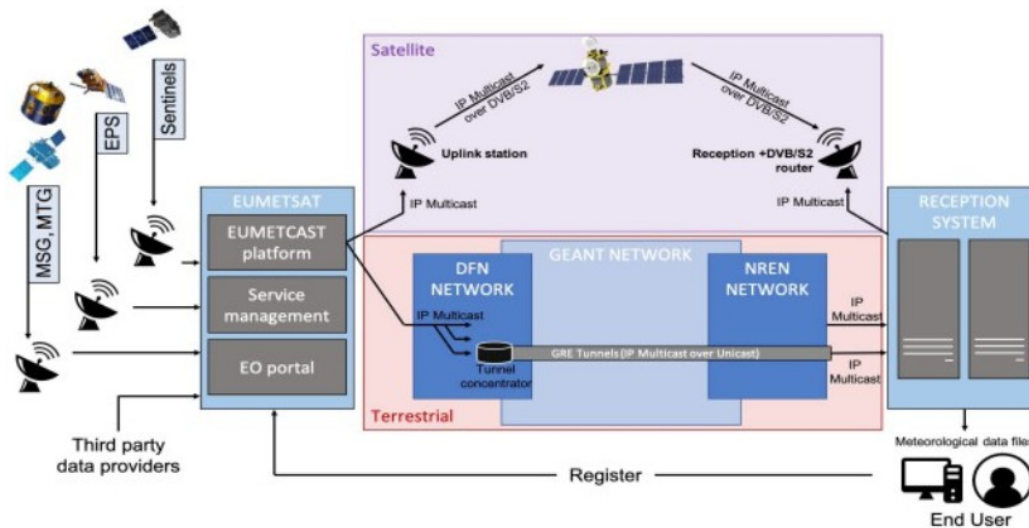 Sentinels
EPS
MSG, MTG
Third party
data providers
EUMETSAT
EUMETCAST
platform
Service
management
EO portal
Satellite
IP Multicast
over DVB/S2
IP Multicast
over DVB/S2
Uplink station
Reception +DVB/S2
router
IP Multicast
IP Multicast
GEANT NETWORK
DFN
NETWORK
NREN
NETWORK
IP Multicast
GRE Tunnels (IP Multicast over Unicast)
Tunnel
concentrator
Terrestrial
IP
Multicast
IP
Multicast
RECEPTION
SYSTEM
Meteorological data files
End User
Register